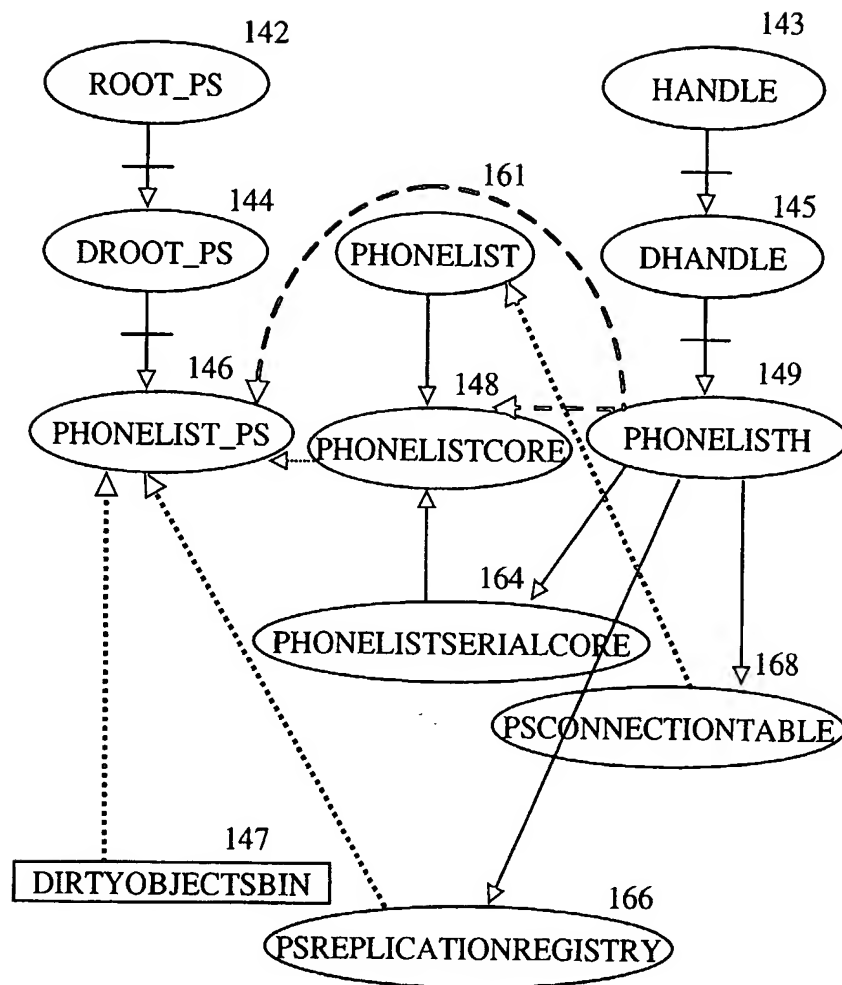 142
ROOT_PS
143
HANDLE
144
DROOT_PS
161
PHONELIST
145
DHANDLE
146
PHONELIST_PS
148
PHONELISTCORE
149
PHONELISTH
164
PHONELISTSERIALCORE
168
PSCONNECTIONTABLE
147
DIRTYOBJECTSBIN
166
PSREPLICATIONREGISTRY